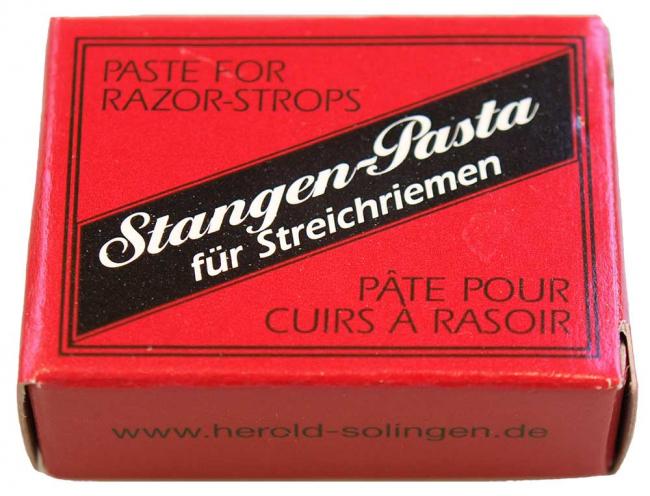 PASTE FOR
RAZOR-STROPS
Stangen-Pasta
für Streichriemen
PÂTE POUR
CUIRS À RASOIR
www.herold-solingen.de